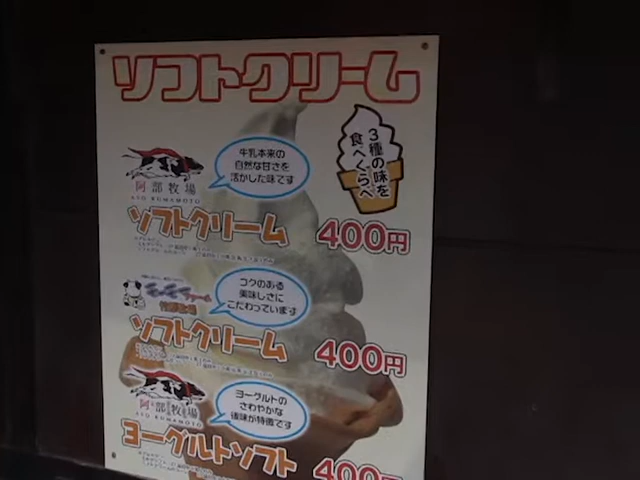 ソフトクリーム
3種の味を
食べくらべ
阿部牧場
ASO KUMAMOTO
牛乳本来の
自然な甘さを
活かした味です
ソフトクリーム
400円
コクのある
美味しさに
こだわっています
ソフトクリーム
400円
阿部牧場
ASO KUMAMOTO
ヨーグルトの
さわやかな
後味が特徴です
ヨーグルトソフト
400円